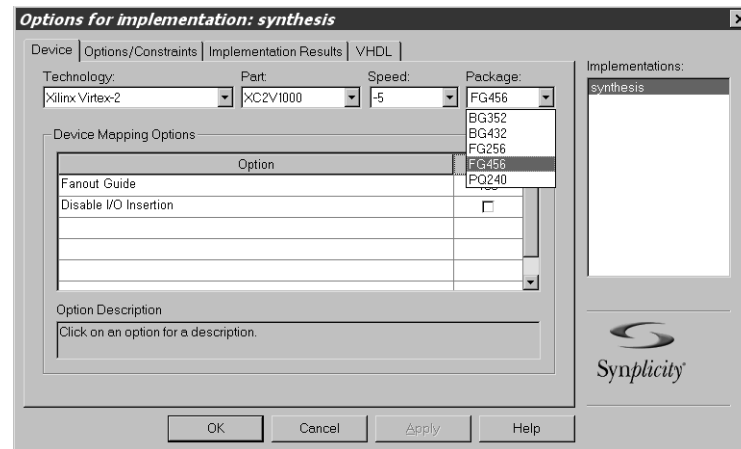 Options for implementation: synthesis
Device Options/Constraints Implementation Results VHDL
Technology: Part: Speed: Package:
Xilinx Virtex-2 XC2V1000 -5 FG456
BG352
BG432
FG256
FG456
PQ240
Device Mapping Options
Option
Fanout Guide
Disable I/O Insertion
Option Description
Click on an option for a description.
Implementations:
synthesis
Synplicity
OK Cancel Apply Help